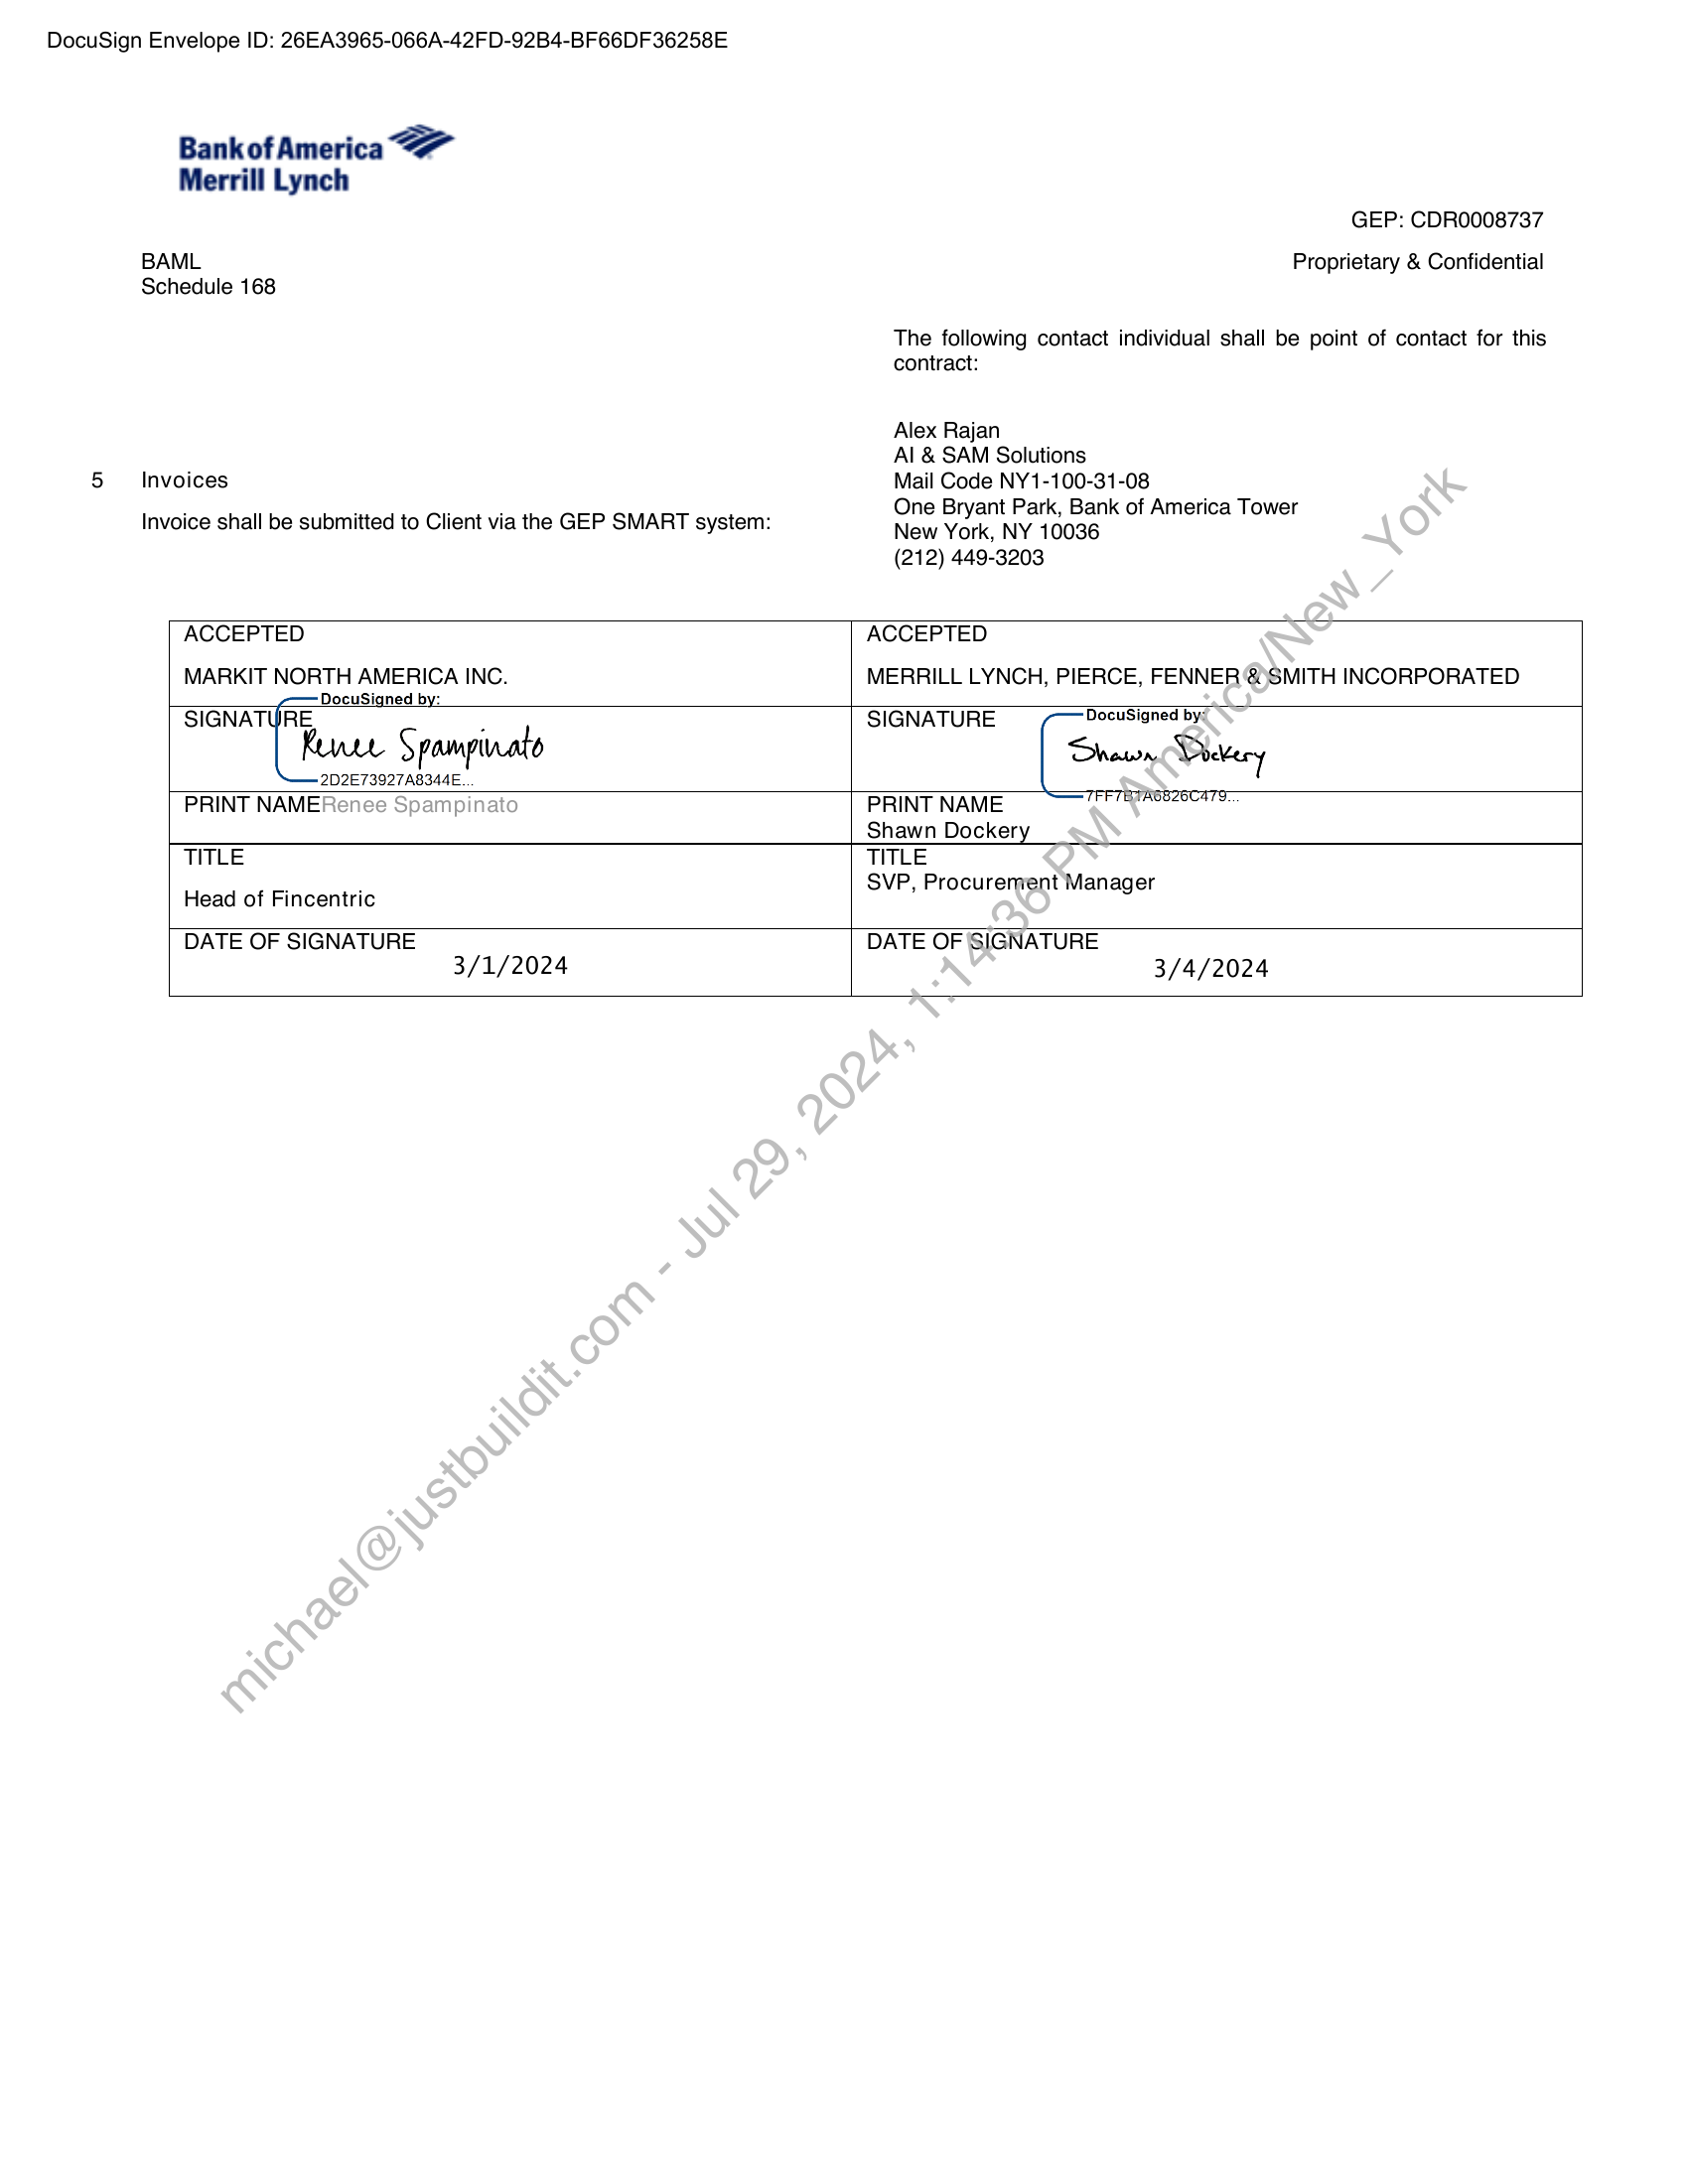 DocuSign Envelope ID: 26EA3965-066A-42FD-92B4-BF66DF36258E
Bank of America
Merrill Lynch
GEP: CDR0008737
BAML
Proprietary & Confidential
Schedule 168
The following contact individual shall be point of contact for this
contract:
Alex Rajan
AI & SAM Solutions
Mail Code NY1-100-31-08
One Bryant Park, Bank of America Tower
New York, NY 10036
(212) 449-3203
5 Invoices
Invoice shall be submitted to Client via the GEP SMART system:
ACCEPTED
MARKIT NORTH AMERICA INC.
ACCEPTED
MERRILL LYNCH, PIERCE, FENNER & SMITH INCORPORATED
SIGNATURE
DocuSigned by:
Renee Spampinato
2D2E73927A8344E...
SIGNATURE
DocuSigned by:
Shawn Dockery
7FF7B1A6826C479...
PRINT NAME Renee Spampinato
PRINT NAME
Shawn Dockery
TITLE
Head of Fincentric
TITLE
SVP, Procurement Manager
DATE OF SIGNATURE
3/1/2024
DATE OF SIGNATURE
3/4/2024
michael@justbuildit.com - Jul 29, 2024, 1:14:36 PM America/New_York